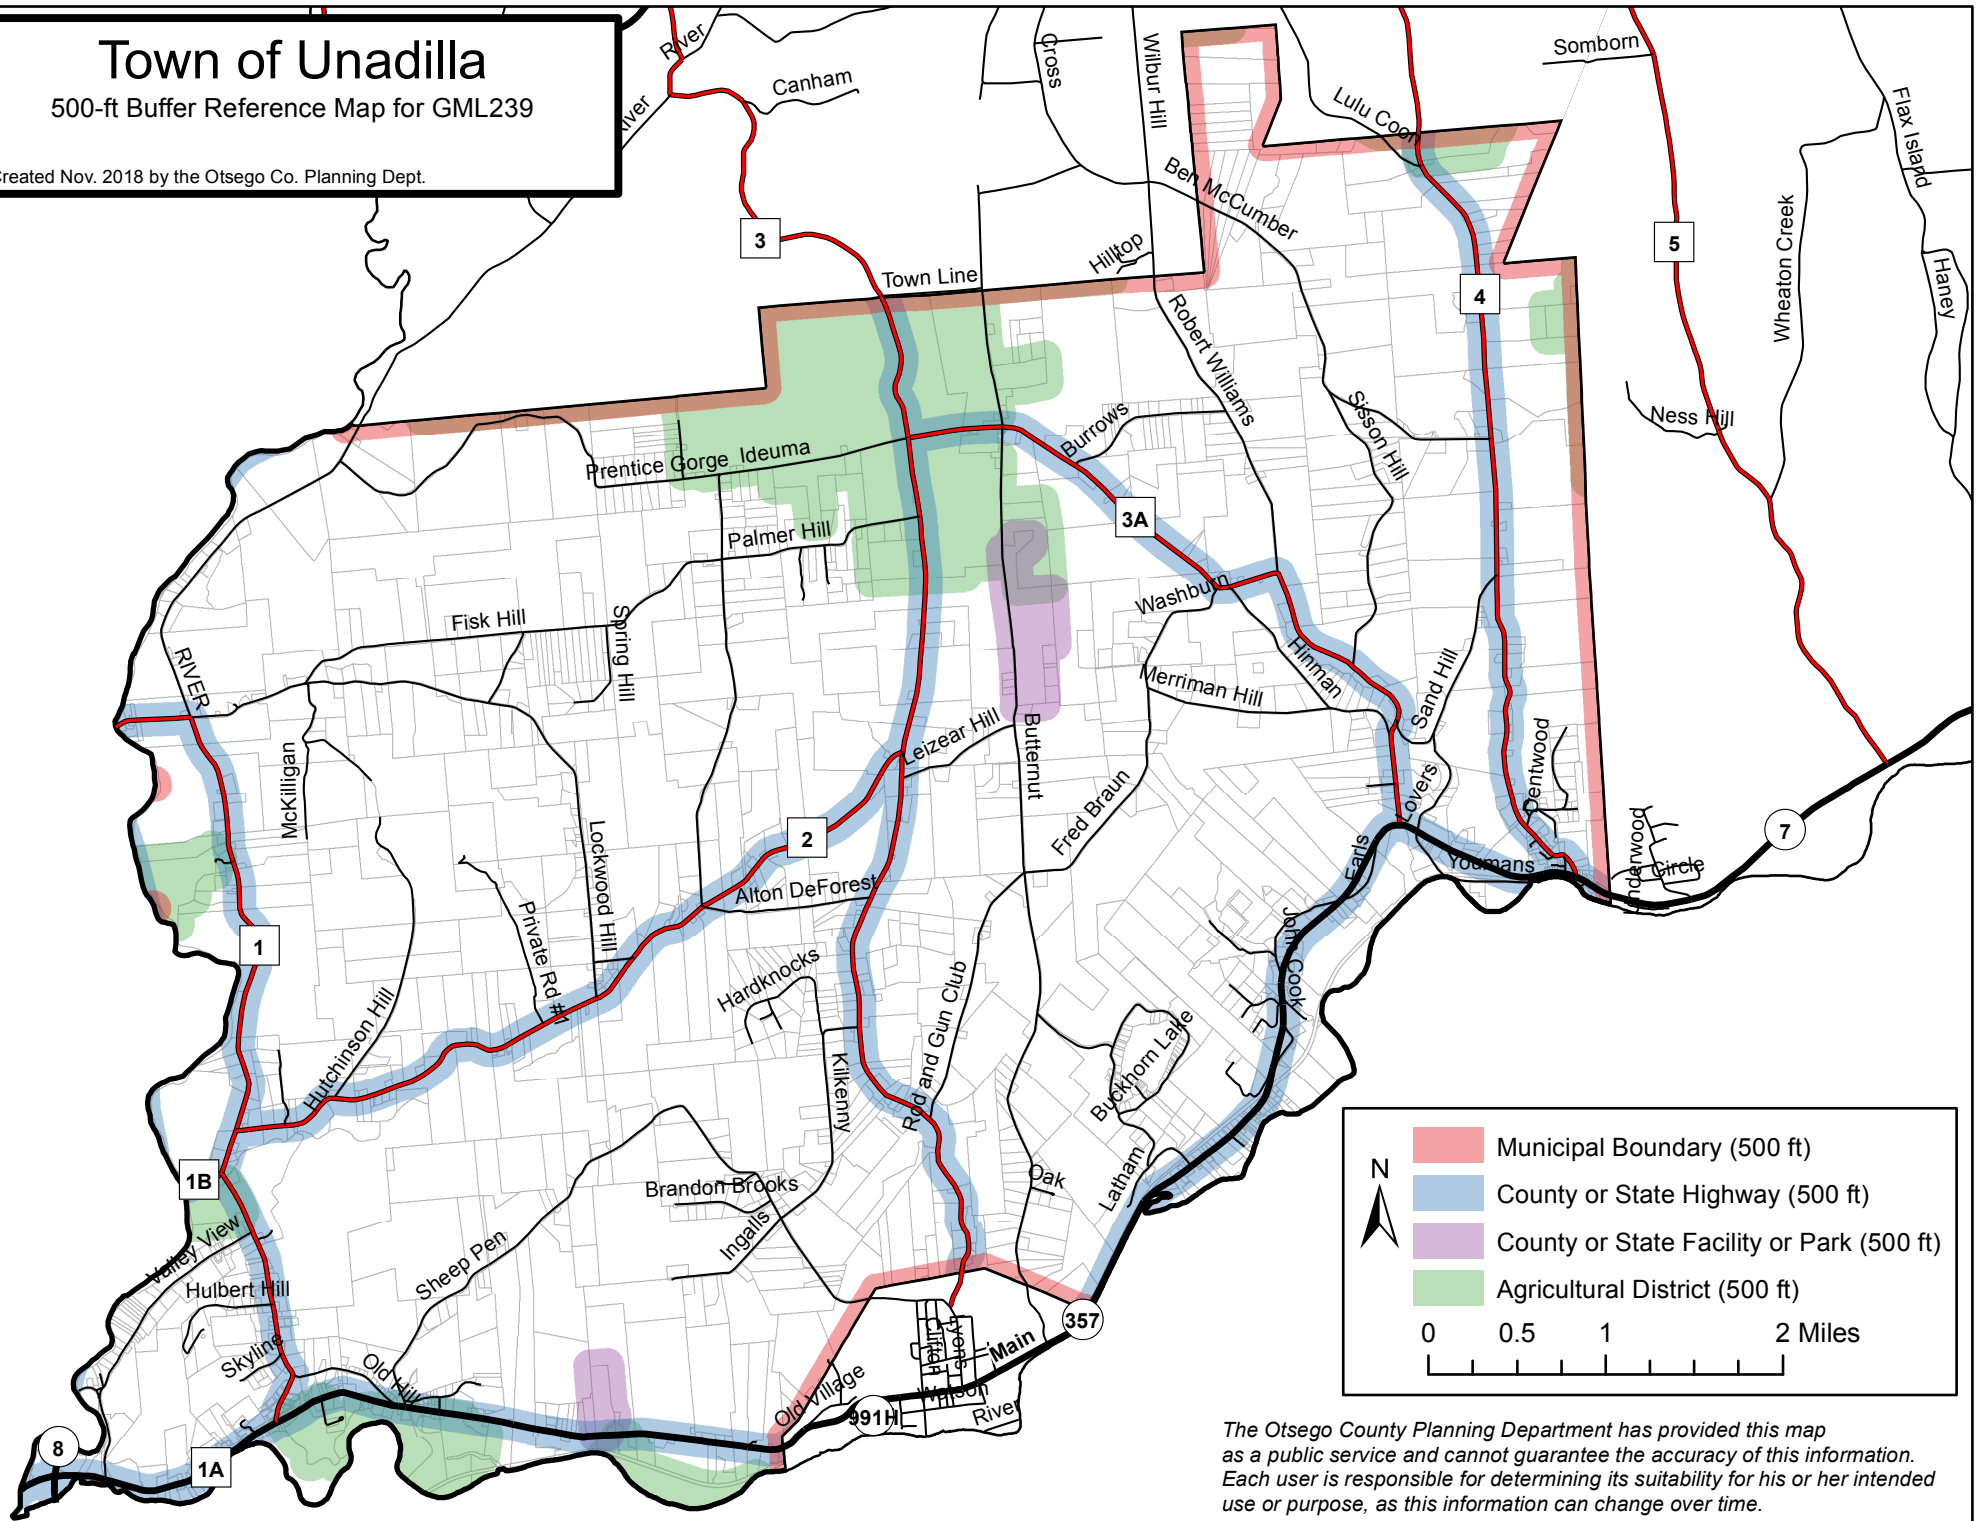 Town of Unadilla
500-ft Buffer Reference Map for GML239
Created Nov. 2018 by the Otsego Co. Planning Dept.
River
River
Canham
Cross
Wilbur Hill
Somborn
Lulu Coon
Flax Island
Ben McCumber
3
Town Line
Hilltop
4
5
Wheaton Creek
Haney
Robert Williams
Sisson Hill
Ness Hill
Burrows
Prentice Gorge
Ideuma
Palmer Hill
3A
Washburn
Fisk Hill
Spring Hill
RIVER
Hinman
Merriman Hill
Sand Hill
Leizear Hill
Butternut
McKilligan
Dentwood
Lovers
Fred Braun
2
Lockwood Hill
Alton DeForest
Earls
Youmans
Underwood
Circle
7
Private Rd #1
1
John Cook
Hardknocks
Rod and Gun Club
Hutchinson Hill
Kilkenny
Buckhorn Lake
1B
Brandon Brooks
Oak
Latham
Valley View
Ingalls
Sheep Pen
Hulbert Hill
357
Skyline
Clifton
Lyons
Main
Old Hill
Old Village
Watson
991H
River
8
1A
N
Municipal Boundary (500 ft)
County or State Highway (500 ft)
County or State Facility or Park (500 ft)
Agricultural District (500 ft)
0 0.5 1 2 Miles
The Otsego County Planning Department has provided this map
as a public service and cannot guarantee the accuracy of this information.
Each user is responsible for determining its suitability for his or her intended
use or purpose, as this information can change over time.